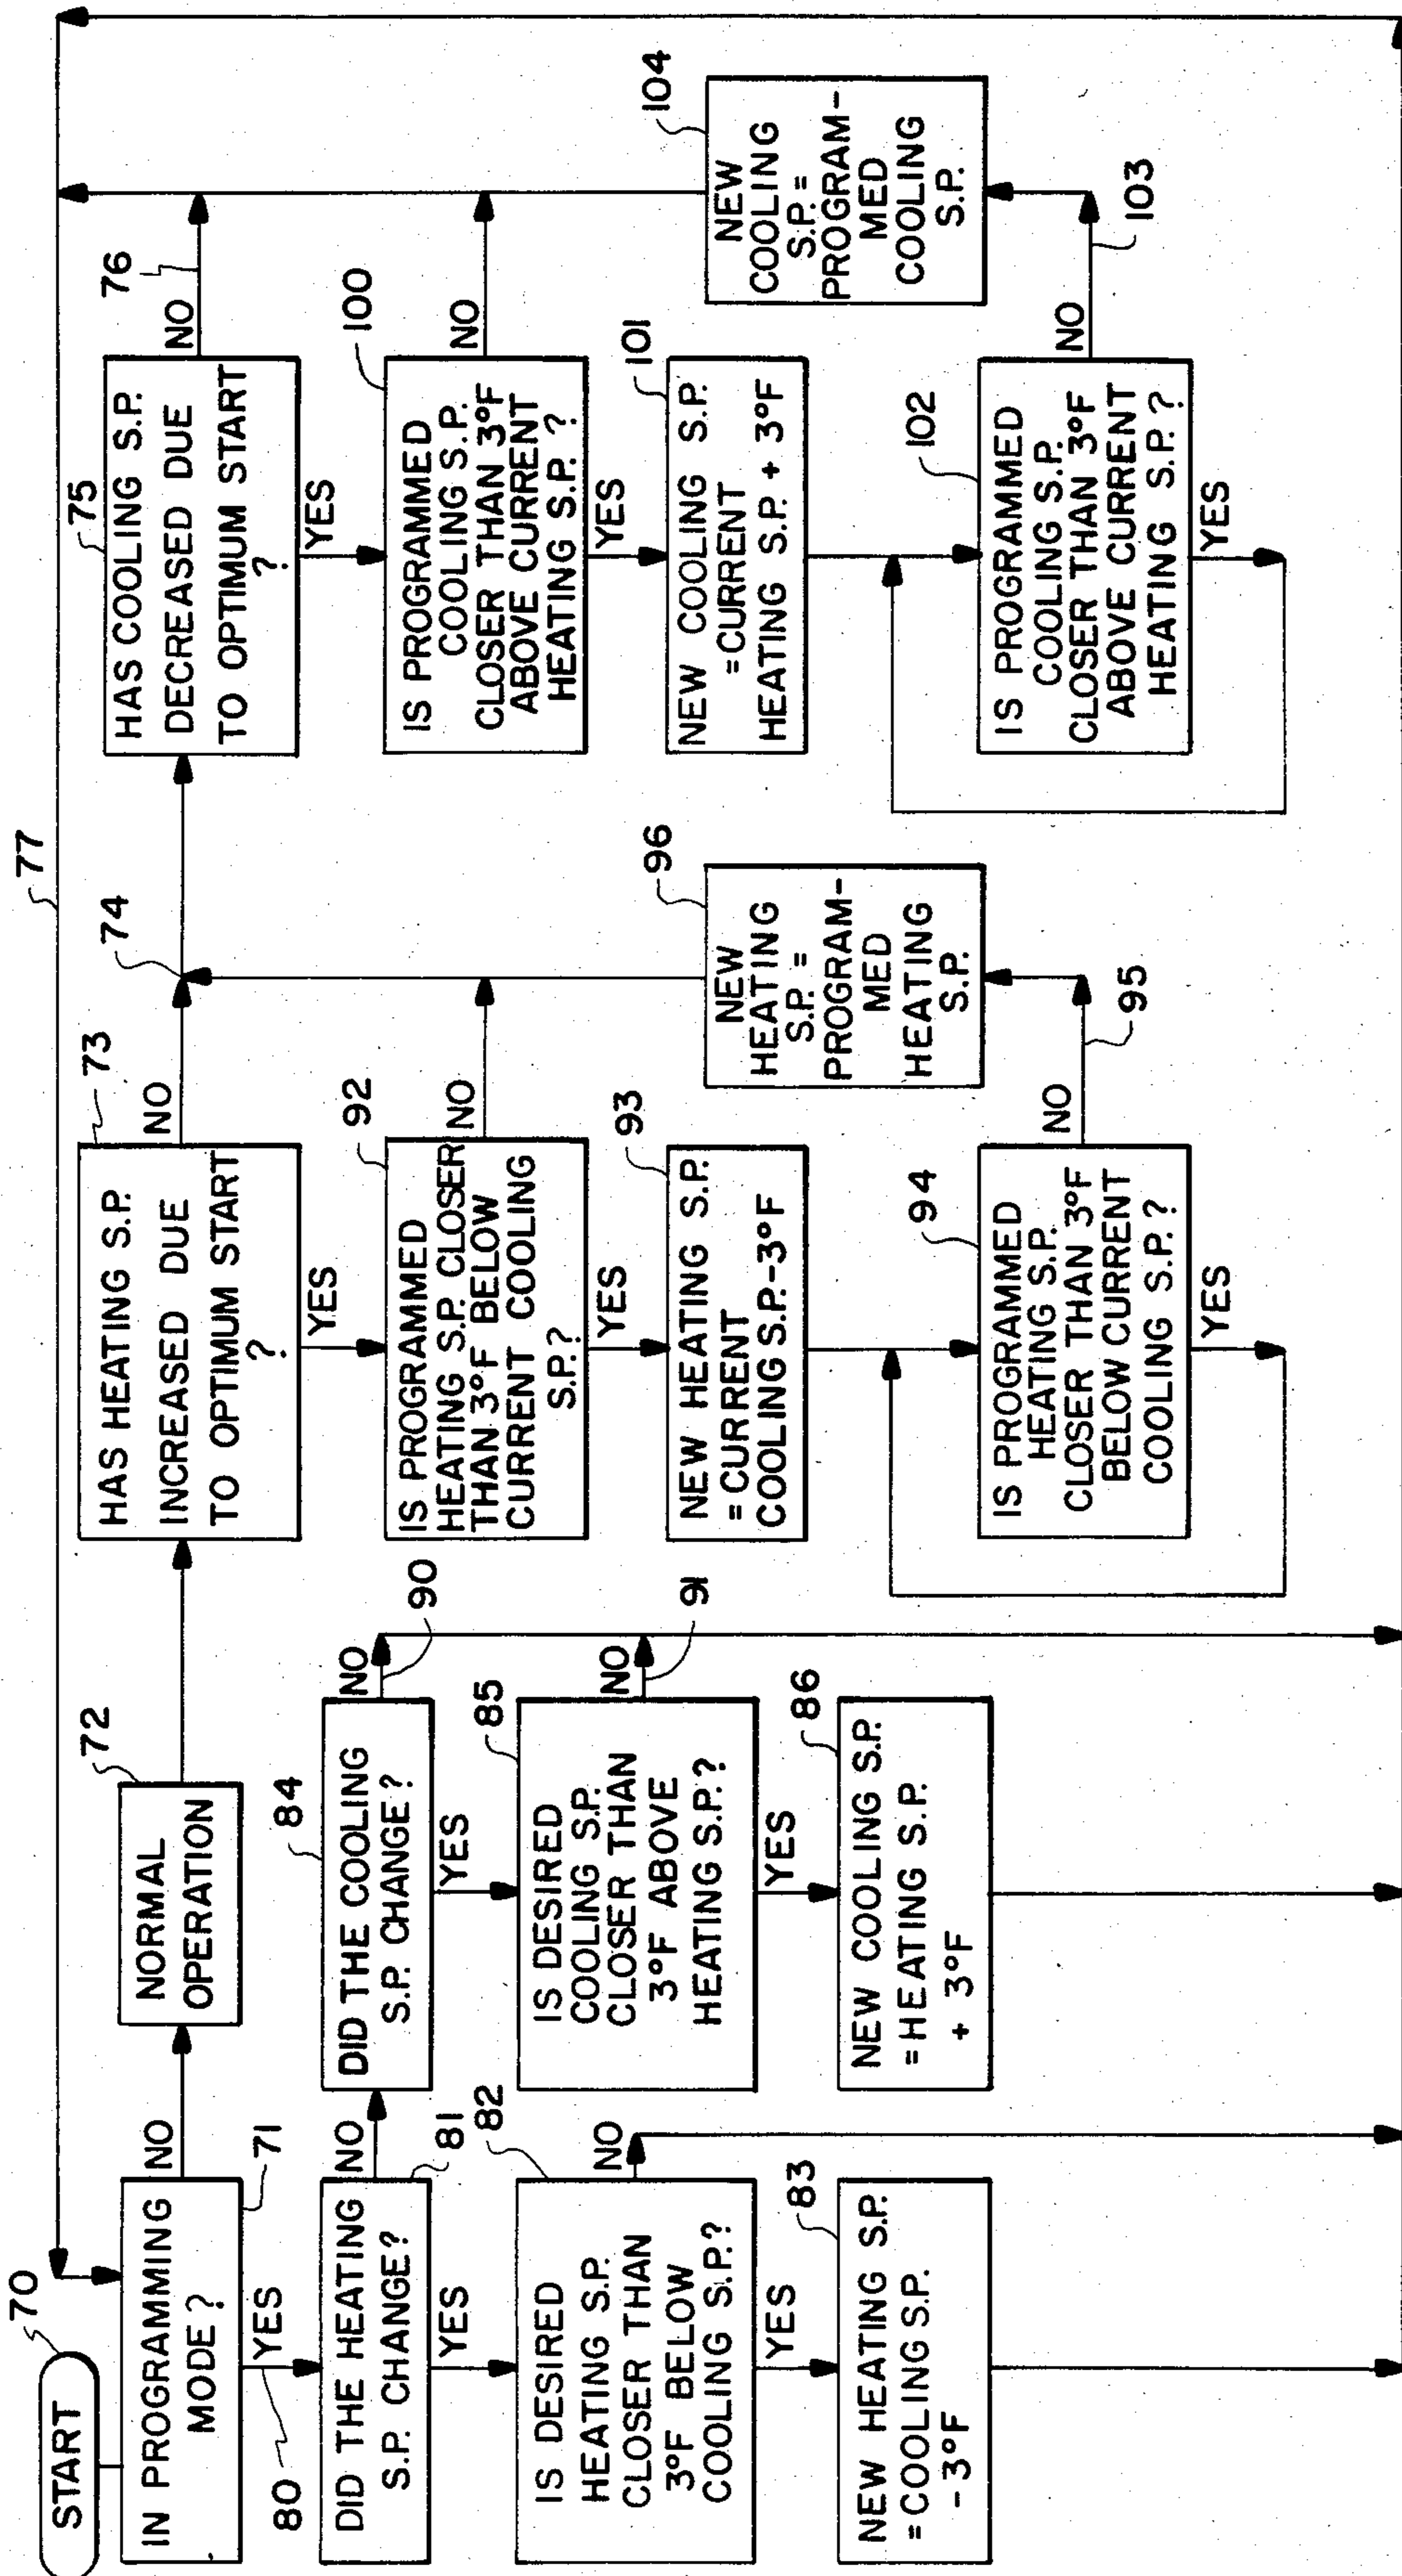 70
START
IN PROGRAMMING
MODE?
71
NO
YES
80
72
NORMAL
OPERATION
73
HAS HEATING S.P.
INCREASED DUE
TO OPTIMUM START
?
NO
YES
74
77
75
HAS COOLING S.P.
DECREASED DUE
TO OPTIMUM START
?
NO
76
YES
DID THE HEATING
S.P. CHANGE?
81
NO
YES
84
DID THE COOLING
S.P. CHANGE?
NO
90
YES
82
IS DESIRED
HEATING S.P.
CLOSER THAN
3°F BELOW
COOLING S.P.?
NO
YES
85
IS DESIRED
COOLING S.P.
CLOSER THAN
3°F ABOVE
HEATING S.P.?
NO
91
YES
83
NEW HEATING S.P.
=COOLING S.P.
-3°F
86
NEW COOLING S.P.
=HEATING S.P.
+ 3°F
92
IS PROGRAMMED
HEATING S.P. CLOSER
THAN 3°F BELOW
CURRENT COOLING
S.P.?
NO
YES
93
NEW HEATING S.P.
=CURRENT
COOLING S.P.-3°F
94
IS PROGRAMMED
HEATING S.P.
CLOSER THAN 3°F
BELOW CURRENT
COOLING S.P.?
NO
95
YES
96
NEW
HEATING
S.P. =
PROGRAM-
MED
HEATING
S.P.
100
IS PROGRAMMED
COOLING S.P.
CLOSER THAN 3°F
ABOVE CURRENT
HEATING S.P. ?
NO
YES
101
NEW COOLING S.P.
=CURRENT
HEATING S.P. + 3°F
102
IS PROGRAMMED
COOLING S.P.
CLOSER THAN 3°F
ABOVE CURRENT
HEATING S.P.?
NO
103
YES
104
NEW
COOLING
S.P.=
PROGRAM-
MED
COOLING
S.P.